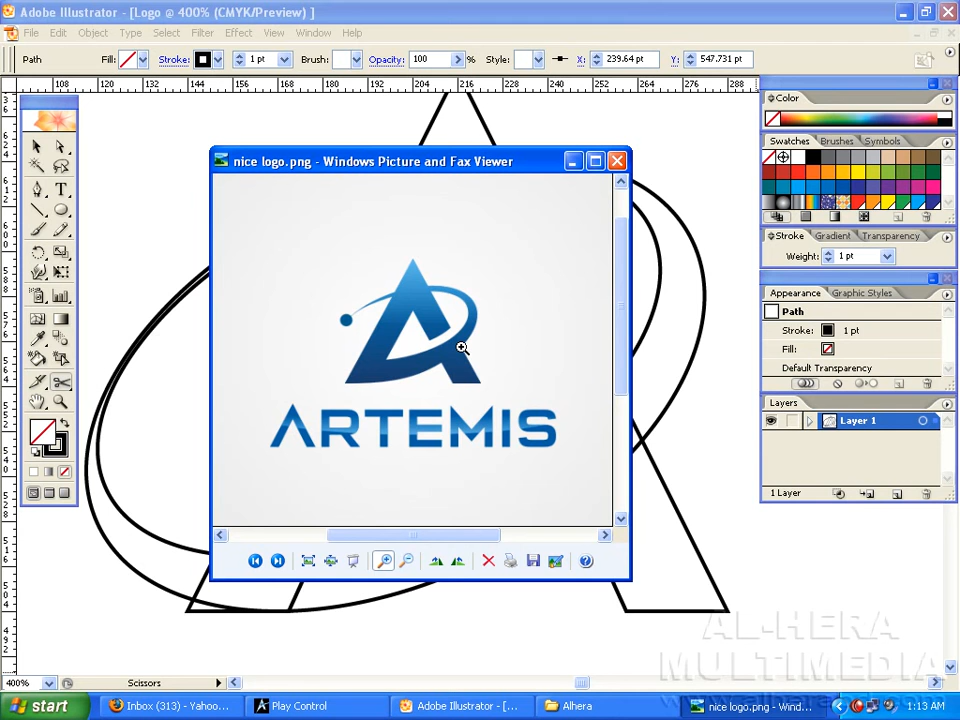 Adobe Illustrator - [Logo @ 400% (CMYK/Preview) ]
File Edit Object Type Select Filter Effect View Window Help
Path Fill: Stroke: 1 pt Brush: Opacity: 100 % Style: X: 239.64 pt Y: 547.731 pt
108 120 132 144 156 168 180 192 204 216 228 240 252 264 276 288
Color
Swatches Brushes Symbols
Stroke Gradient Transparency
Weight: 1 pt
Appearance Graphic Styles
Path
Stroke: 1 pt
Fill:
Default Transparency
Layers
Layer 1
1 Layer
nice logo.png - Windows Picture and Fax Viewer
ARTEMIS
AL-HERA
MULTIMEDIA
400% Scissors
start Inbox (313) - Yahoo... Play Control Adobe Illustrator - [... Alhera nice logo.png - Wind... 1:13 AM